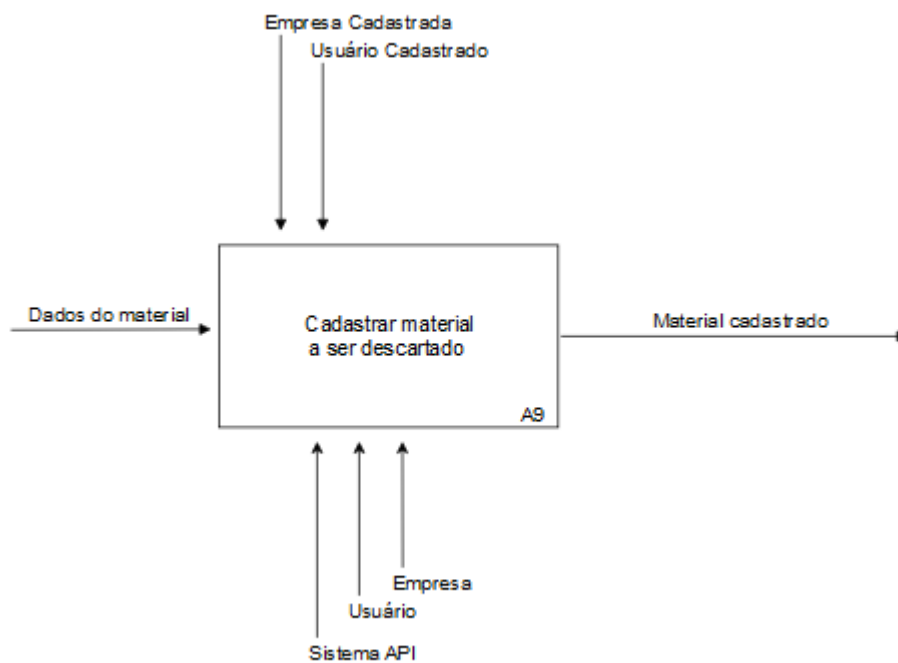 Empresa Cadastrada
Usuário Cadastrado
Dados do material
Cadastrar material
a ser descartado
Material cadastrado
A9
Empresa
Usuário
Sistema API